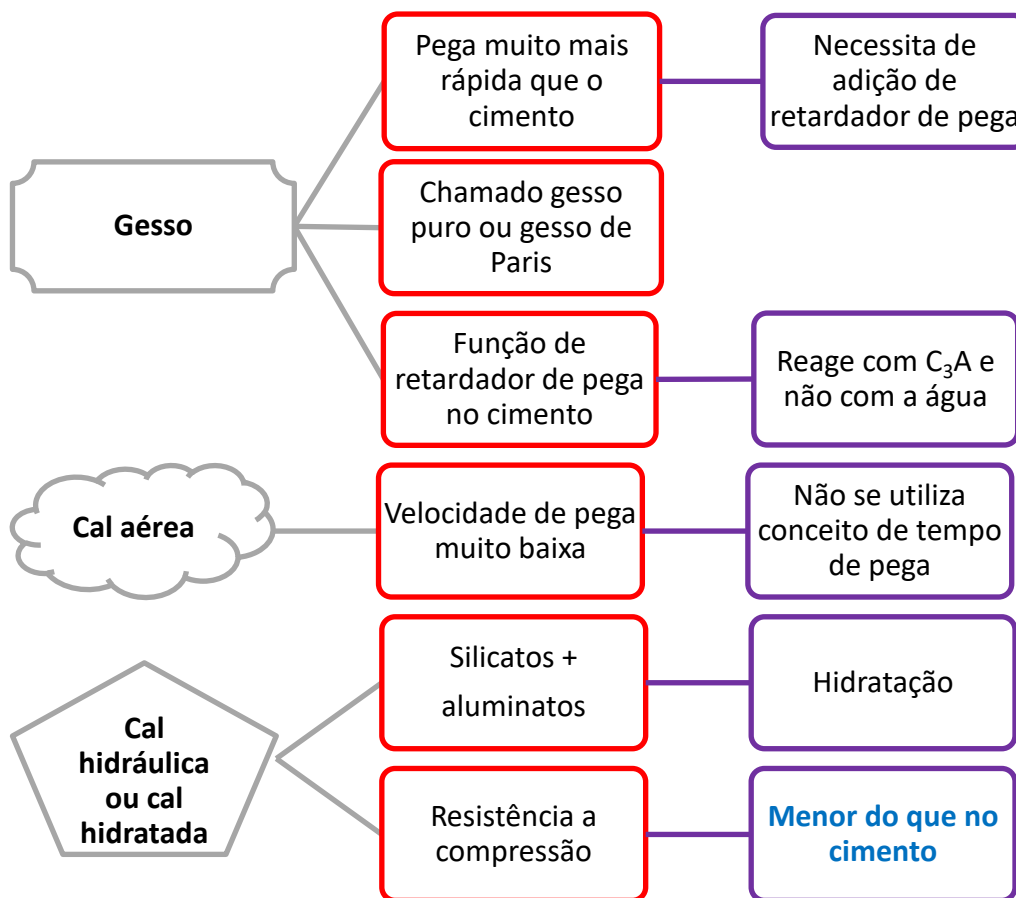 Pega muito mais
rápida que o
cimento
Necessita de
adição de
retardador de pega
Gesso
Chamado gesso
puro ou gesso de
Paris
Função de
retardador de pega
no cimento
Reage com C₃A e
não com a água
Cal aérea
Velocidade de pega
muito baixa
Não se utiliza
conceito de tempo
de pega
Cal
hidráulica
ou cal
hidratada
Silicatos +
aluminatos
Hidratação
Resistência a
compressão
Menor do que no
cimento